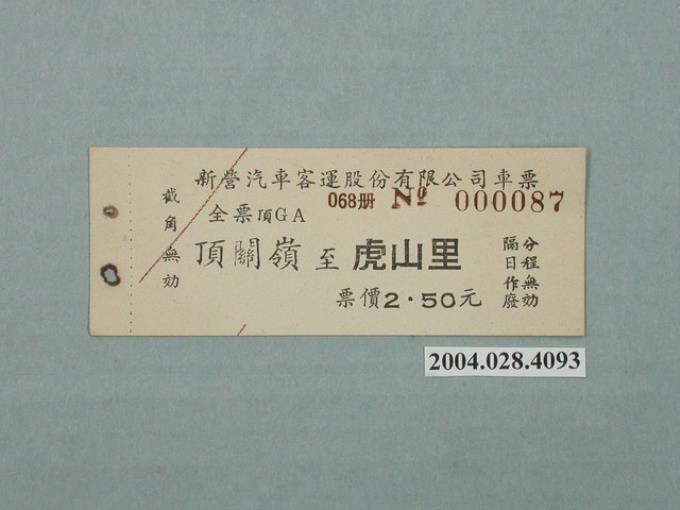 新營汽車客運股份有限公司車票
全票頂GA 068册 Nº 000087
頂關嶺 至 虎山里
票價2·50元
截角無効
分程無効
隔日作廢
2004.028.4093